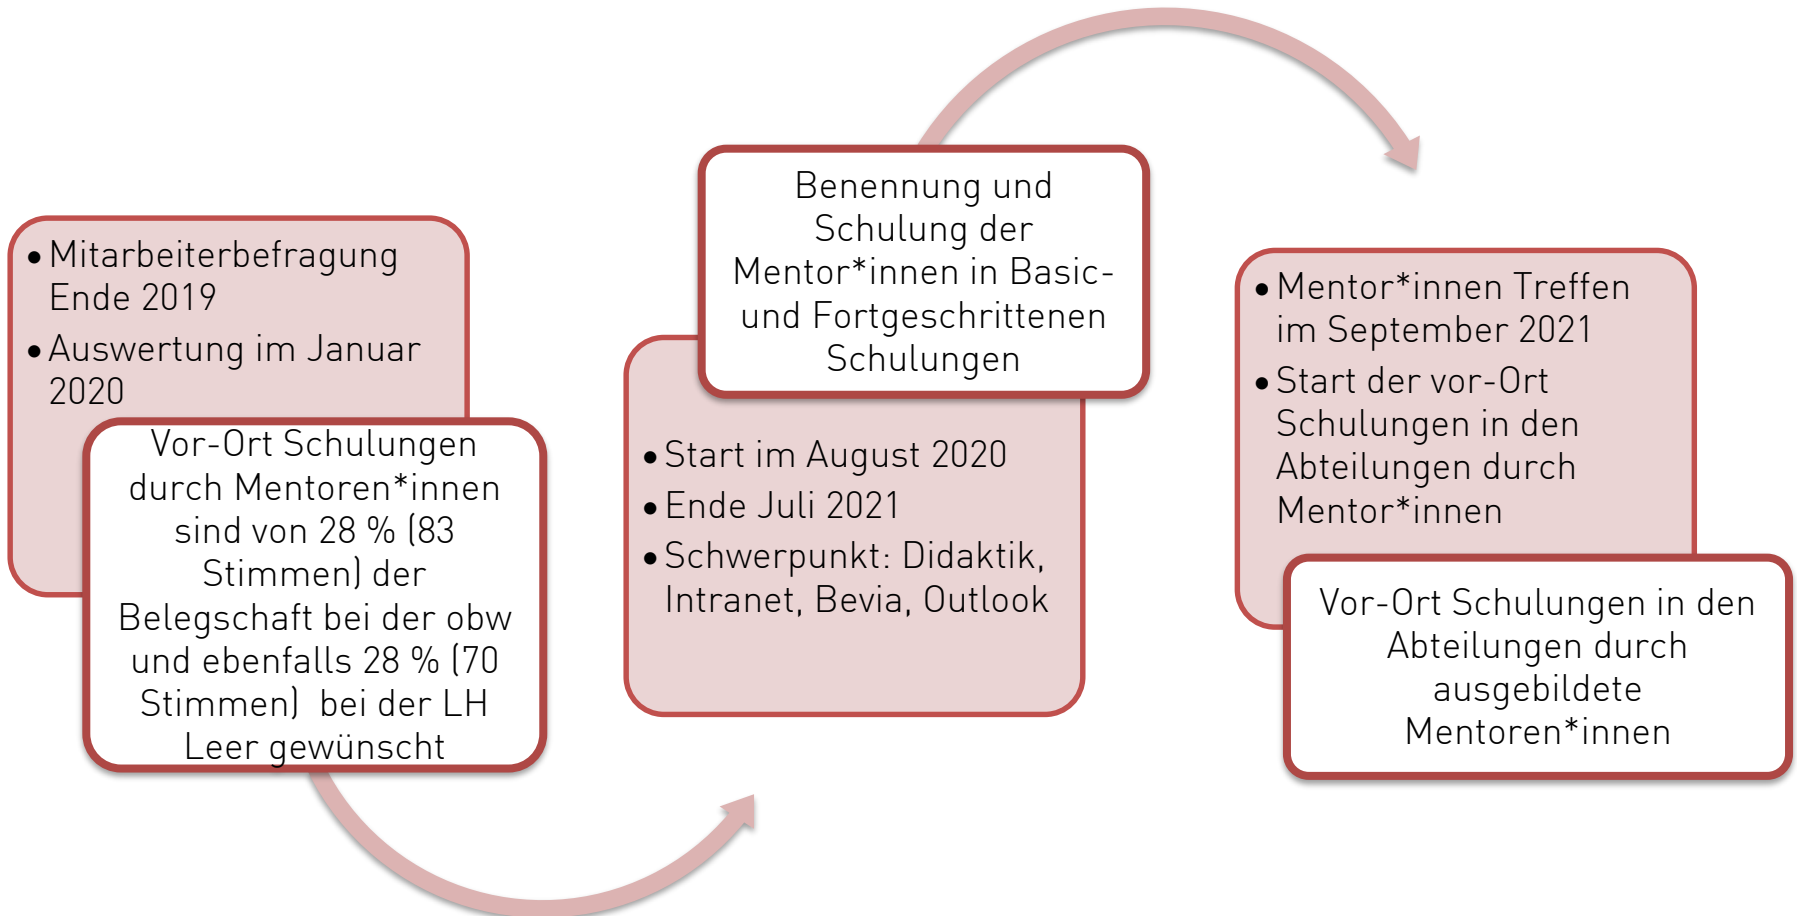 • Mitarbeiterbefragung
Ende 2019
• Auswertung im Januar
2020
Vor-Ort Schulungen
durch Mentoren*innen
sind von 28 % (83
Stimmen) der
Belegschaft bei der obw
und ebenfalls 28 % (70
Stimmen) bei der LH
Leer gewünscht
Benennung und
Schulung der
Mentor*innen in Basic-
und Fortgeschrittenen
Schulungen
• Start im August 2020
• Ende Juli 2021
• Schwerpunkt: Didaktik,
Intranet, Bevia, Outlook
• Mentor*innen Treffen
im September 2021
• Start der vor-Ort
Schulungen in den
Abteilungen durch
Mentor*innen
Vor-Ort Schulungen in den
Abteilungen durch
ausgebildete
Mentoren*innen